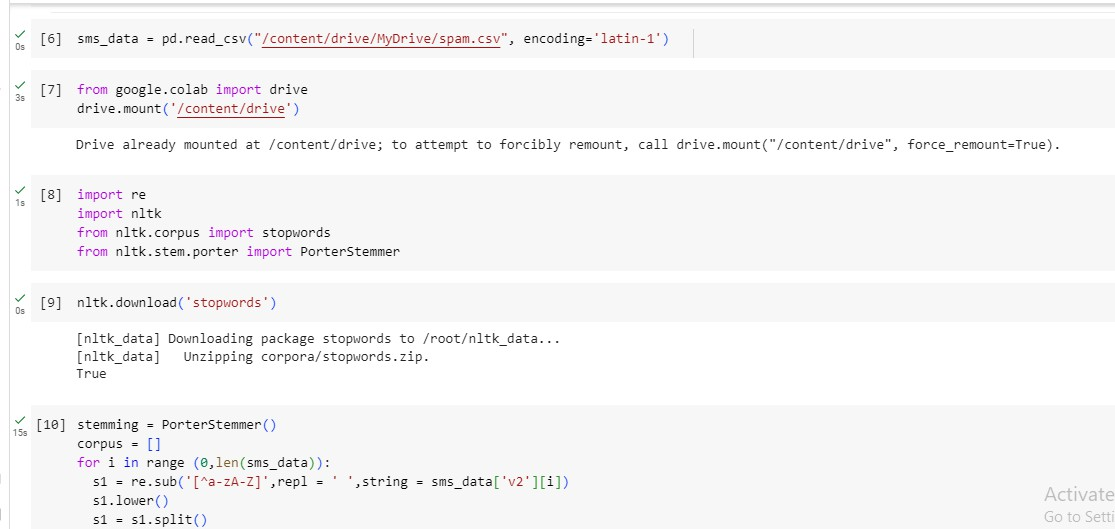 0s [6] sms_data = pd.read_csv("/content/drive/MyDrive/spam.csv", encoding='latin-1')
3s [7] from google.colab import drive
drive.mount('/content/drive')
Drive already mounted at /content/drive; to attempt to forcibly remount, call drive.mount("/content/drive", force_remount=True).
1s [8] import re
import nltk
from nltk.corpus import stopwords
from nltk.stem.porter import PorterStemmer
0s [9] nltk.download('stopwords')
[nltk_data] Downloading package stopwords to /root/nltk_data...
[nltk_data]   Unzipping corpora/stopwords.zip.
True
15s [10] stemming = PorterStemmer()
corpus = []
for i in range (0,len(sms_data)):
  s1 = re.sub('[^a-zA-Z]',repl = ' ',string = sms_data['v2'][i])
  s1.lower()
  s1 = s1.split()
Activate
Go to Setti